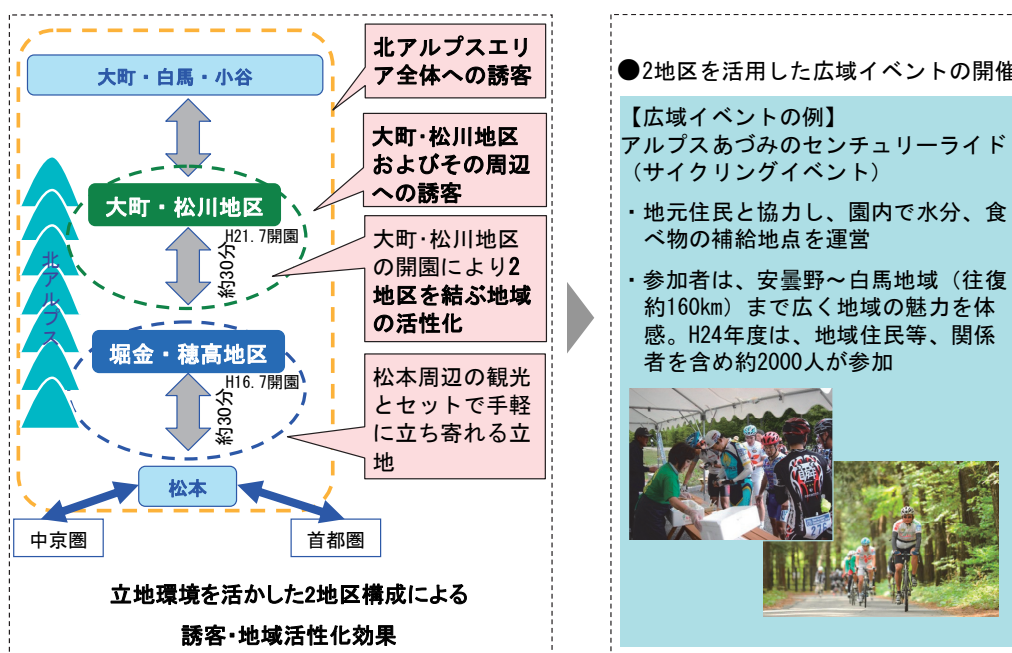 大町・白馬・小谷
大町・松川地区
H21.7開園
約30分
北アルプス
堀金・穂高地区
H16.7開園
約30分
松本
中京圏
首都圏
北アルプスエリ
ア全体への誘客
大町・松川地区
およびその周辺
への誘客
大町・松川地区
の開園により2
地区を結ぶ地域
の活性化
松本周辺の観光
とセットで手軽
に立ち寄れる立
地
立地環境を活かした2地区構成による
誘客・地域活性化効果
●2地区を活用した広域イベントの開催
【広域イベントの例】
アルプスあづみのセンチュリーライド
（サイクリングイベント）
・地元住民と協力し、園内で水分、食
べ物の補給地点を運営
・参加者は、安曇野～白馬地域（往復
約160km）まで広く地域の魅力を体
感。H24年度は、地域住民等、関係
者を含め約2000人が参加